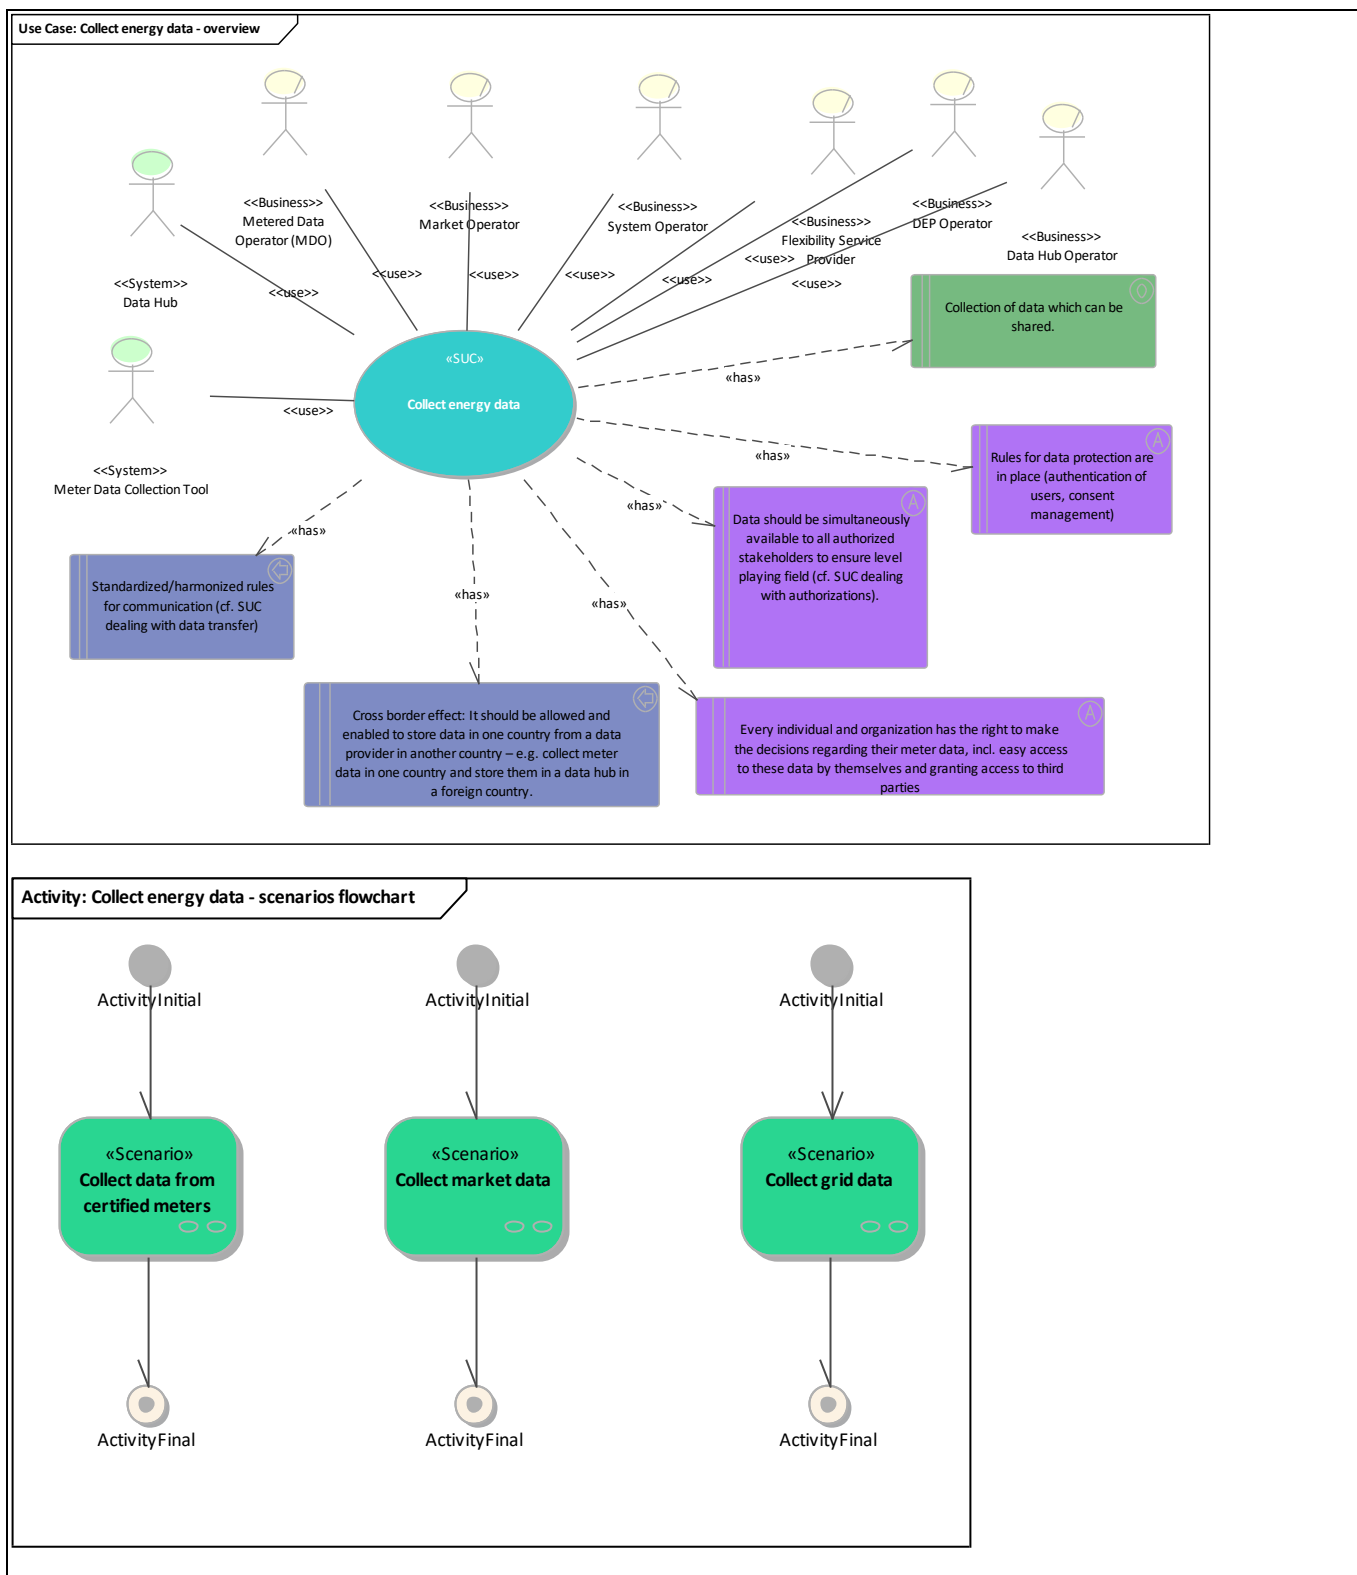 Use Case: Collect energy data - overview
<<Business>>
Metered Data
Operator (MDO)
<<Business>>
Market Operator
<<Business>>
System Operator
<<Business>>
Flexibility Service
Provider
<<Business>>
DEP Operator
<<Business>>
Data Hub Operator
<<System>>
Data Hub
<<use>>
<<use>>
<<use>>
<<use>>
<<use>>
<<use>>
<<use>>
O
Collection of data which can be
shared.
«SUC»
Collect energy data
«has»
<<use>>
<<System>>
Meter Data Collection Tool
«has»
A
Rules for data protection are
in place (authentication of
users, consent
management)
«has»
A
Data should be simultaneously
available to all authorized
stakeholders to ensure level
playing field (cf. SUC dealing
with authorizations).
«has»
Standardized/harmonized rules
for communication (cf. SUC
dealing with data transfer)
«has»
«has»
Cross border effect: It should be allowed and
enabled to store data in one country from a data
provider in another country – e.g. collect meter
data in one country and store them in a data hub in
a foreign country.
A
Every individual and organization has the right to make
the decisions regarding their meter data, incl. easy access
to these data by themselves and granting access to third
parties
Activity: Collect energy data - scenarios flowchart
ActivityInitial
ActivityInitial
ActivityInitial
«Scenario»
Collect data from
certified meters
«Scenario»
Collect market data
«Scenario»
Collect grid data
ActivityFinal
ActivityFinal
ActivityFinal